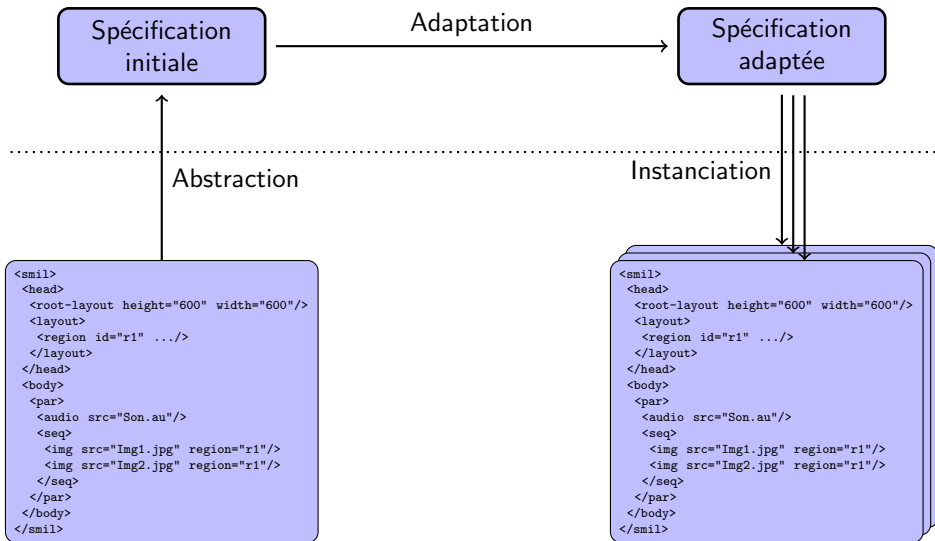 Spécification
initiale
Adaptation
Spécification
adaptée
Abstraction
Instanciation
<smil>
 <head>
  <root-layout height="600" width="600"/>
  <layout>
   <region id="r1" .../>
  </layout>
 </head>
 <body>
  <par>
   <audio src="Son.au"/>
   <seq>
    <img src="Img1.jpg" region="r1"/>
    <img src="Img2.jpg" region="r1"/>
   </seq>
  </par>
 </body>
</smil>
<smil>
 <head>
  <root-layout height="600" width="600"/>
  <layout>
   <region id="r1" .../>
  </layout>
 </head>
 <body>
  <par>
   <audio src="Son.au"/>
   <seq>
    <img src="Img1.jpg" region="r1"/>
    <img src="Img2.jpg" region="r1"/>
   </seq>
  </par>
 </body>
</smil>